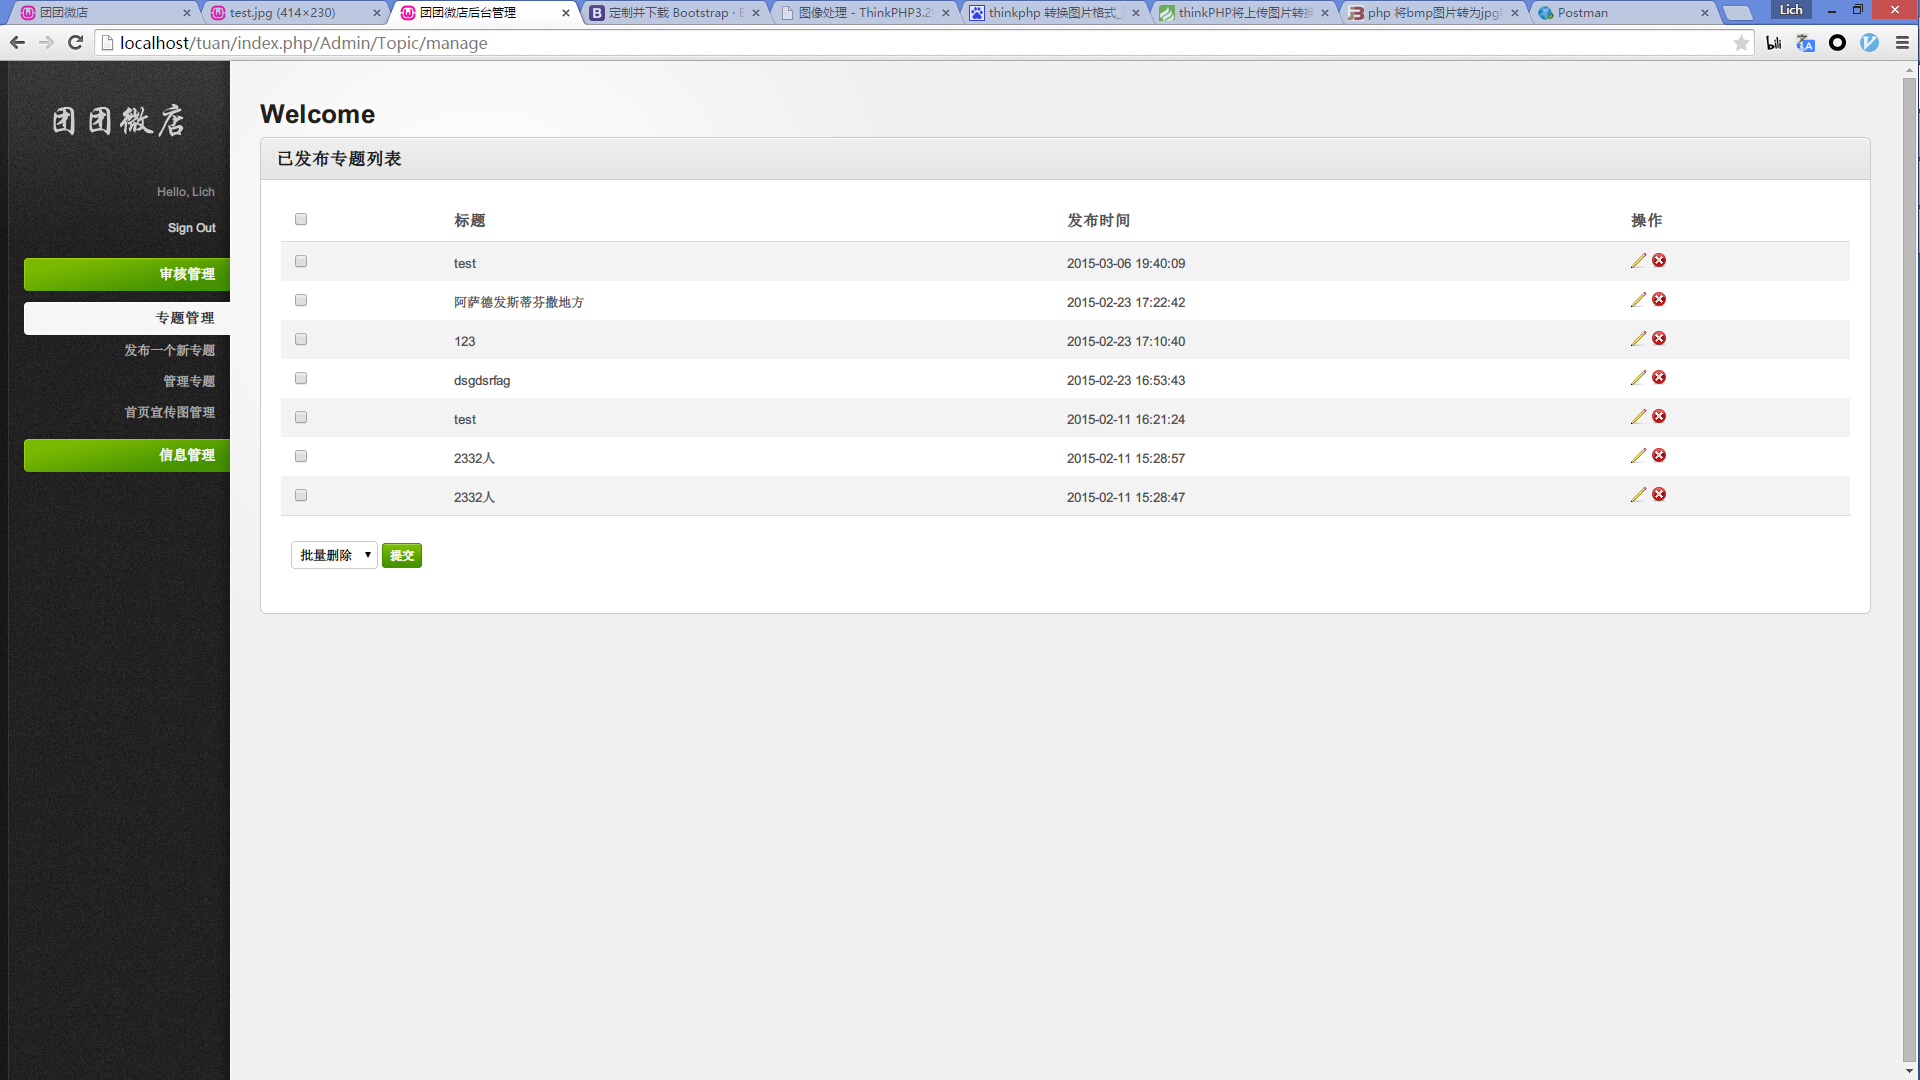 团团微店
test.jpg (414×230)
团团微店后台管理
定制并下载 Bootstrap ·
图像处理 - ThinkPHP3.2
thinkphp 转换图片格式_
thinkPHP将上传图片转换
php 将bmp图片转为jpg
Postman
Lich
localhost/tuan/index.php/Admin/Topic/manage
团团微店
Hello, Lich
Sign Out
审核管理
专题管理
发布一个新专题
管理专题
首页宣传图管理
信息管理
Welcome
已发布专题列表
标题 发布时间 操作
test 2015-03-06 19:40:09
阿萨德发斯蒂芬撒地方 2015-02-23 17:22:42
123 2015-02-23 17:10:40
dsgdsrfag 2015-02-23 16:53:43
test 2015-02-11 16:21:24
2332人 2015-02-11 15:28:57
2332人 2015-02-11 15:28:47
批量删除 提交